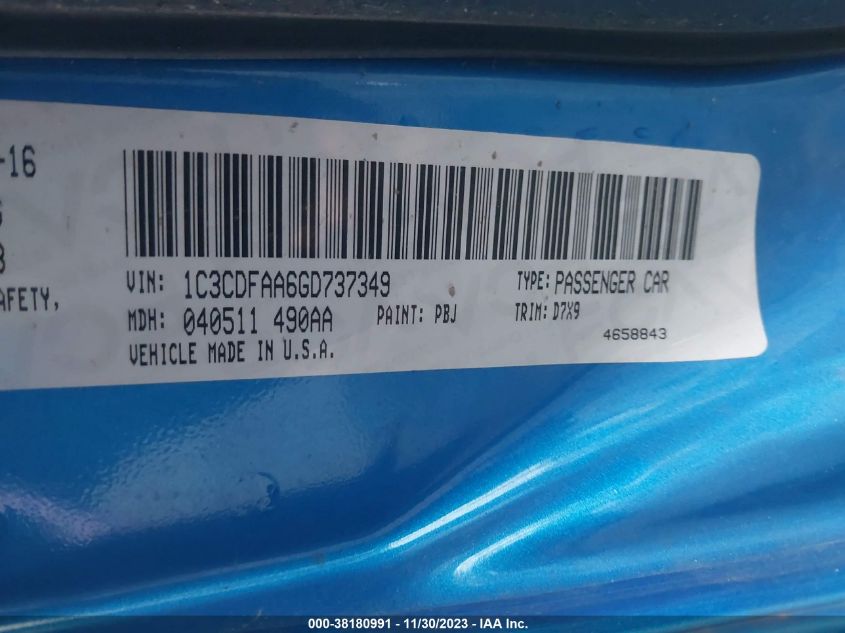 -16
AFETY,
VIN: 1C3CDFAA6GD737349 TYPE: PASSENGER CAR
MDH: 040511 490AA PAINT: PBJ TRIM: D7X9
VEHICLE MADE IN U.S.A. 4658843
000-38180991 - 11/30/2023 - IAA Inc.